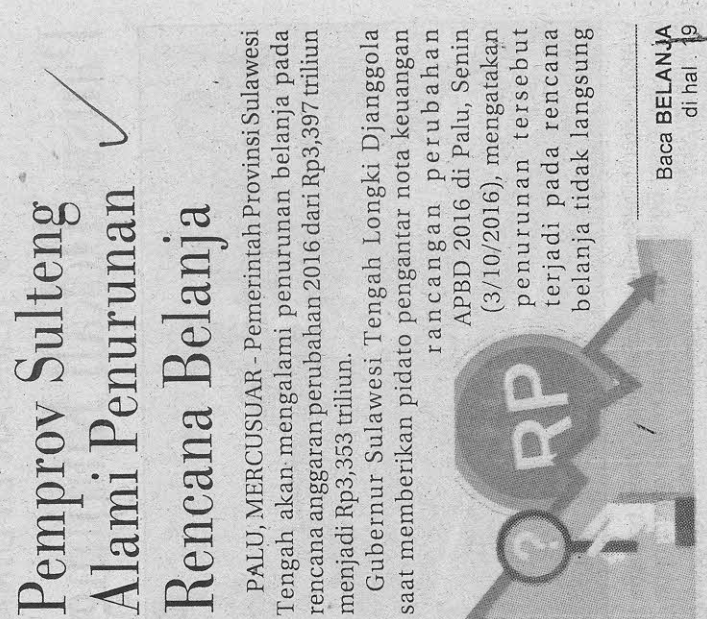 Pemprov Sulteng
Alami Penurunan
Rencana Belanja
PALU, MERCUSUAR - Pemerintah Provinsi Sulawesi
Tengah akan mengalami penurunan belanja pada
rencana anggaran perubahan 2016 dari Rp3,397 triliun
menjadi Rp3,353 triliun.
Gubernur Sulawesi Tengah Longki Djanggola
saat memberikan pidato pengantar nota keuangan
rancangan perubahan
APBD 2016 di Palu, Senin
(3/10/2016), mengatakan
penurunan tersebut
terjadi pada rencana
belanja tidak langsung
RP
?
Baca BELANJA
di hal. 19